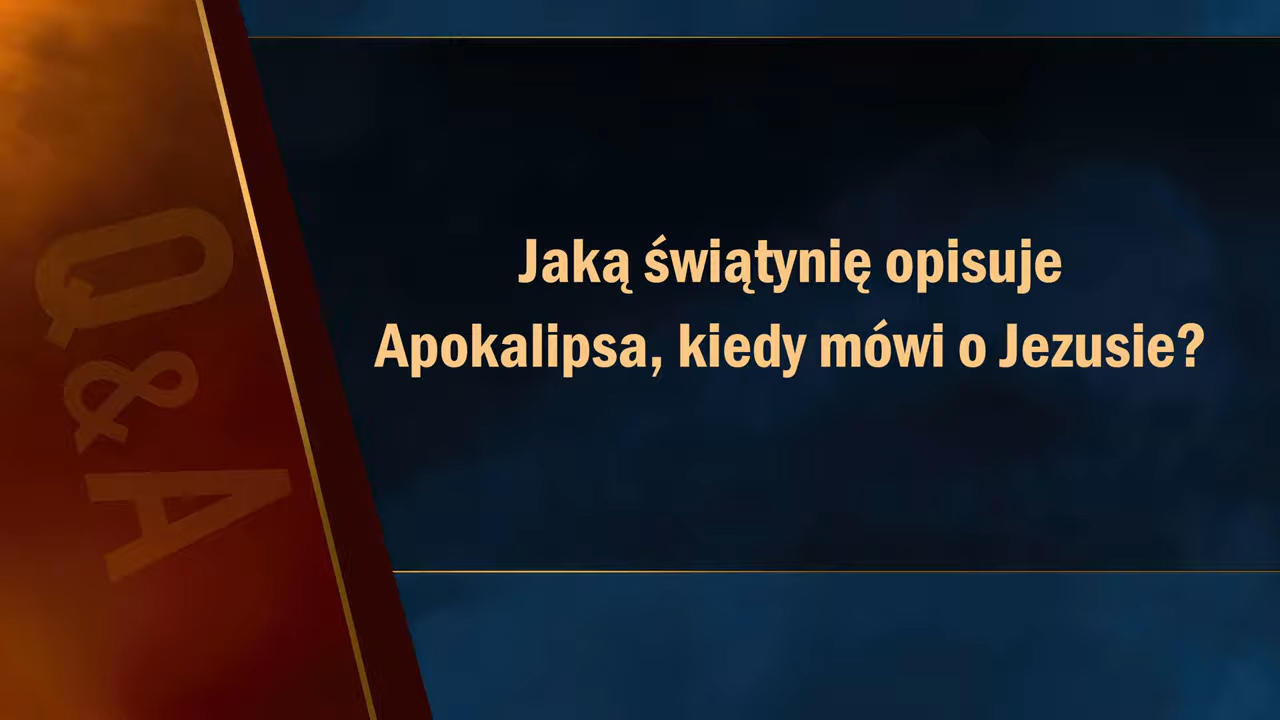 Q & A
Jaką świątynię opisuje
Apokalipsa, kiedy mówi o Jezusie?